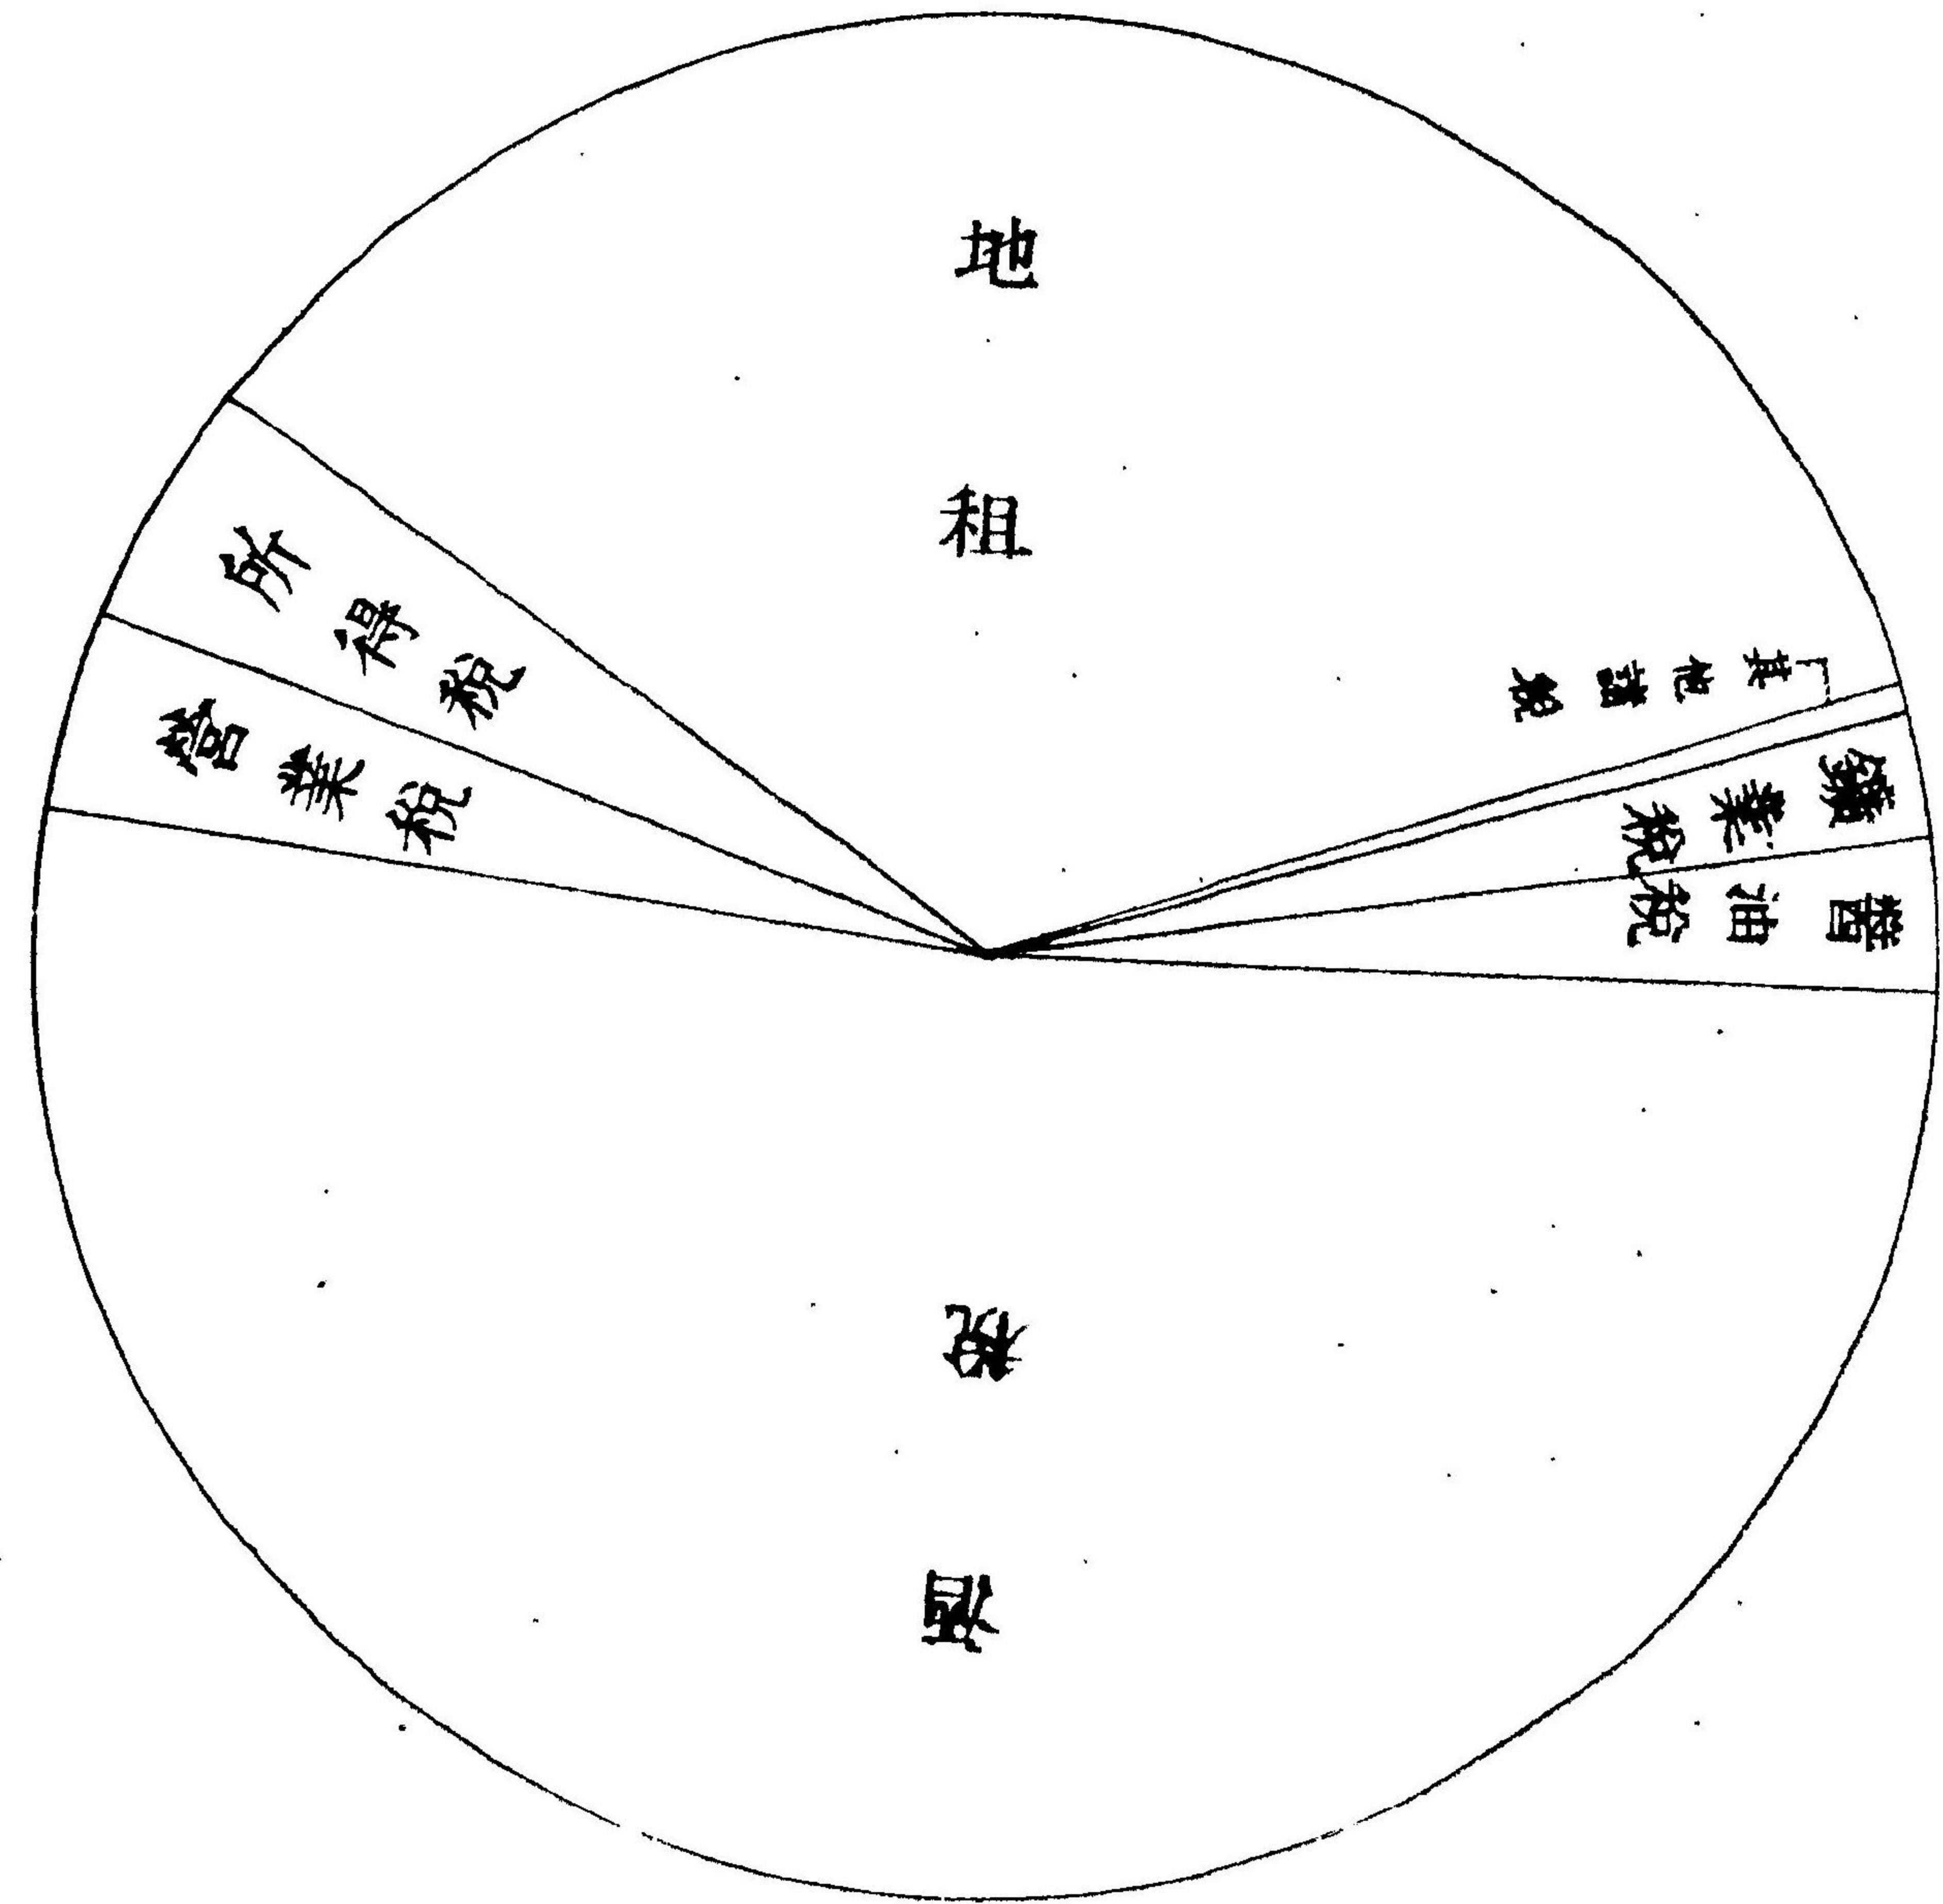 地租
所得税
營業税
酒税
醬油税
鑛業税
其他諸税